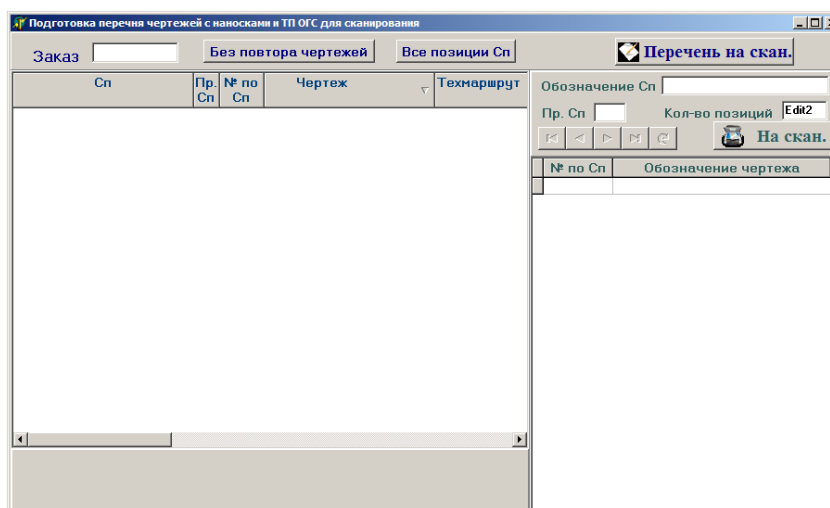 Подготовка перечня чертежей с наносками и ТП ОГС для сканирования
Заказ Без повтора чертежей Все позиции Сп Перечень на скан.
Сп Пр. Сп № по Сп Чертеж Техмаршрут
Обозначение Сп
Пр. Сп Кол-во позиций Edit2
На скан.
№ по Сп Обозначение чертежа